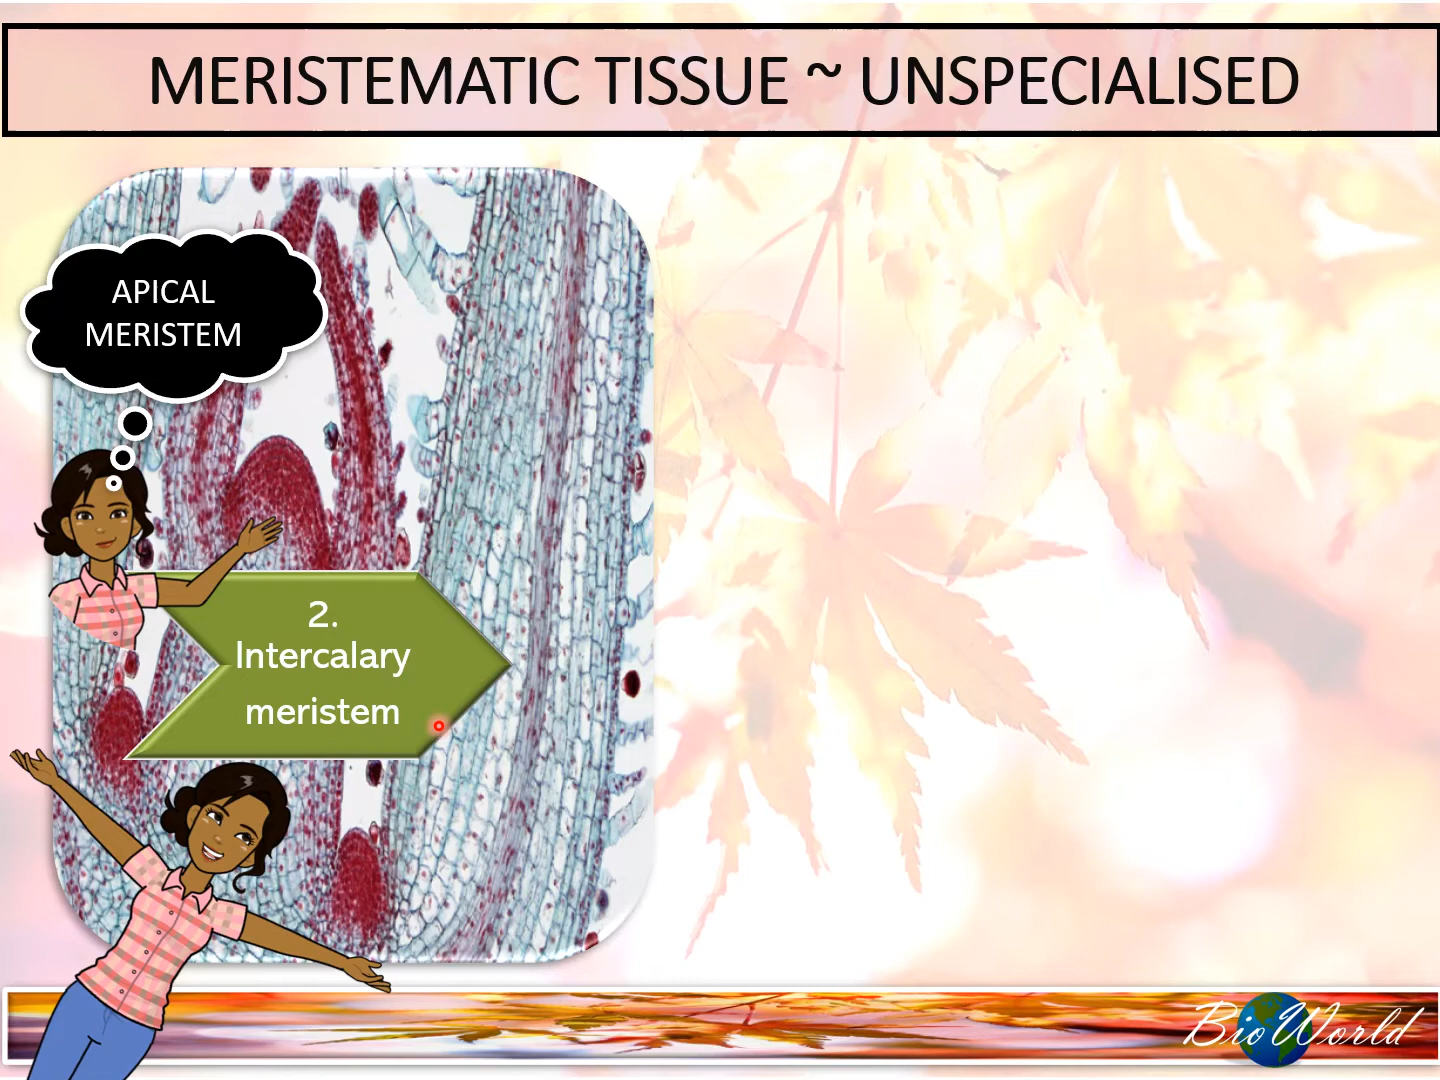 MERISTEMATIC TISSUE ~ UNSPECIALISED
APICAL
MERISTEM
2.
Intercalary
meristem
BioWorld